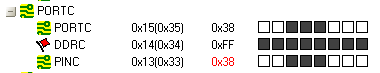 PORTC
PORTC 0x15(0x35) 0x38
DDRC 0x14(0x34) 0xFF
PINC 0x13(0x33) 0x38